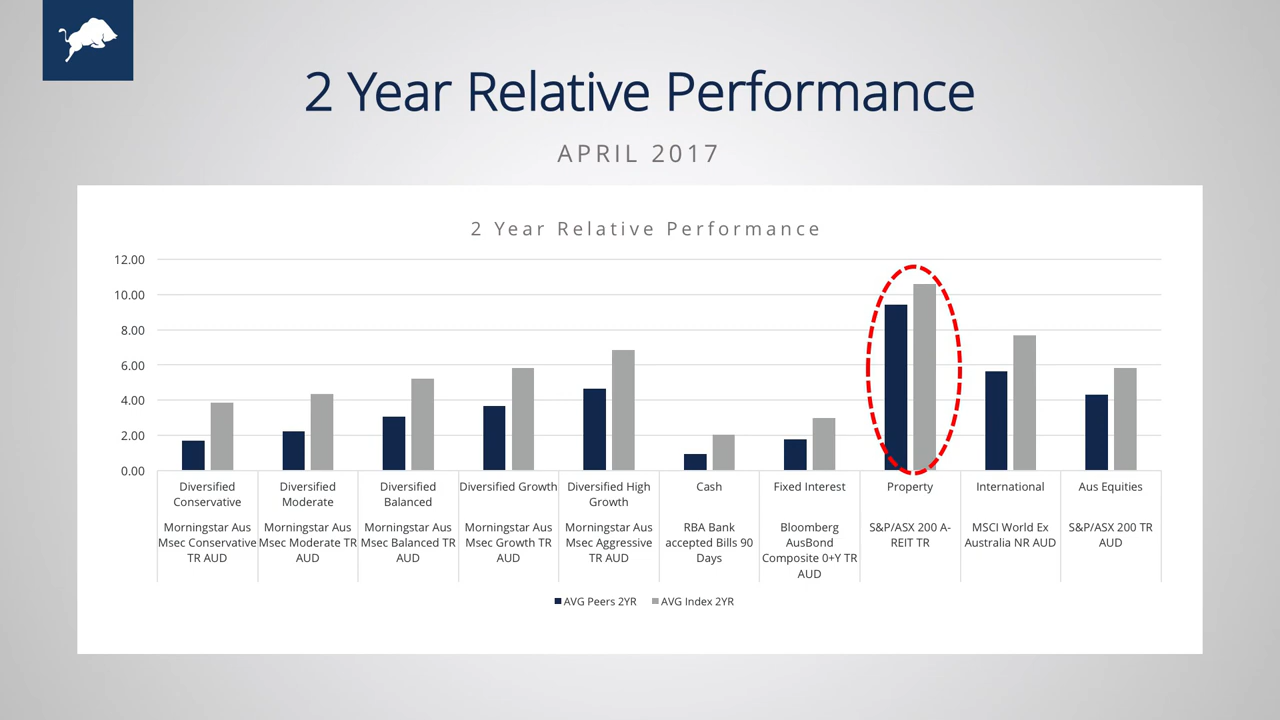 2 Year Relative Performance
APRIL 2017
2 Year Relative Performance
12.00
10.00
8.00
6.00
4.00
2.00
0.00
Diversified Conservative
Diversified Moderate
Diversified Balanced
Diversified Growth
Diversified High Growth
Cash
Fixed Interest
Property
International
Aus Equities
Morningstar Aus Msec Conservative TR AUD
Morningstar Aus Msec Moderate TR AUD
Morningstar Aus Msec Balanced TR AUD
Morningstar Aus Msec Growth TR AUD
Morningstar Aus Msec Aggressive TR AUD
RBA Bank accepted Bills 90 Days
Bloomberg AusBond Composite 0+Y TR AUD
S&P/ASX 200 A-REIT TR
MSCI World Ex Australia NR AUD
S&P/ASX 200 TR AUD
AVG Peers 2YR
AVG Index 2YR